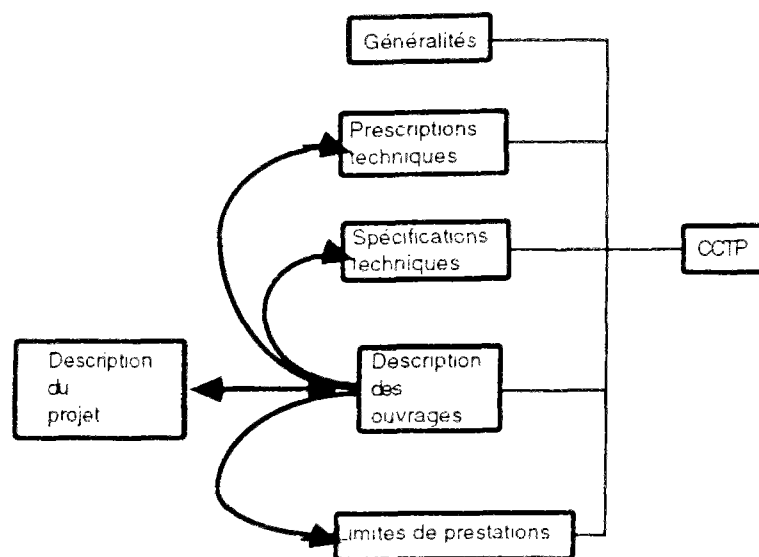 Généralités
Prescriptions
techniques
Spécifications
techniques
CCTP
Description
du
projet
Description
des
ouvrages
Limites de prestations